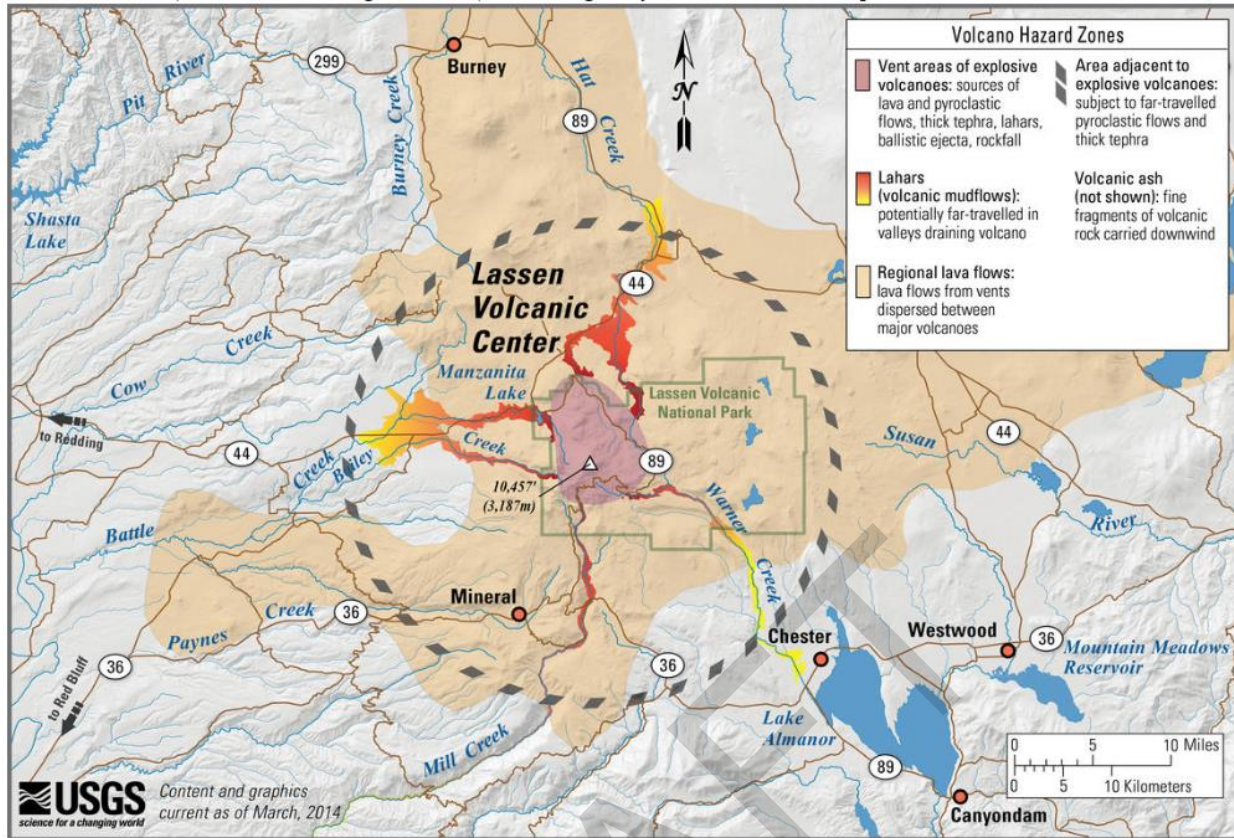 Volcano Hazard Zones
Vent areas of explosive
volcanoes: sources of
lava and pyroclastic
flows, thick tephra, lahars,
ballistic ejecta, rockfall
Area adjacent to
explosive volcanoes:
subject to far-travelled
pyroclastic flows and
thick tephra
Lahars
(volcanic mudflows):
potentially far-travelled in
valleys draining volcano
Volcanic ash
(not shown): fine
fragments of volcanic
rock carried downwind
Regional lava flows:
lava flows from vents
dispersed between
major volcanoes
299
Burney
N
Pit River
Burney Creek
Hat Creek
89
Shasta
Lake
44
Lassen
Volcanic
Center
Manzanita
Lake
Cow Creek
Lassen Volcanic
National Park
to Redding
44
Creek
Bailey Creek
89
10,457'
(3,187m)
44
Susan River
Warner Creek
Battle Creek
Mineral
36
Paynes
36
to Red Bluff
36
Mill Creek
Chester
Westwood
36
Mountain Meadows
Reservoir
Lake
Almanor
89
Canyondam
0 5 10 Miles
0 5 10 Kilometers
USGS
science for a changing world
Content and graphics
current as of March, 2014